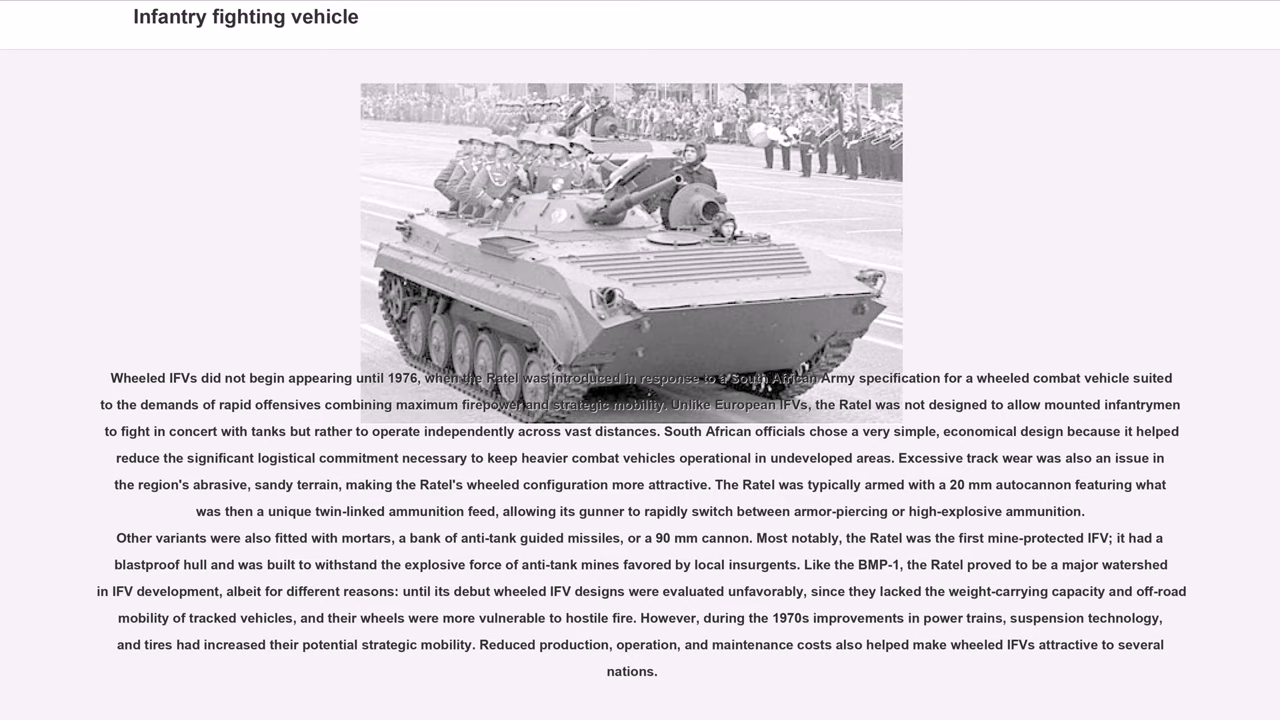 Infantry fighting vehicle
Wheeled IFVs did not begin appearing until 1976, when the Ratel was introduced in response to a South African Army specification for a wheeled combat vehicle suited
to the demands of rapid offensives combining maximum firepower and strategic mobility. Unlike European IFVs, the Ratel was not designed to allow mounted infantrymen
to fight in concert with tanks but rather to operate independently across vast distances. South African officials chose a very simple, economical design because it helped
reduce the significant logistical commitment necessary to keep heavier combat vehicles operational in undeveloped areas. Excessive track wear was also an issue in
the region's abrasive, sandy terrain, making the Ratel's wheeled configuration more attractive. The Ratel was typically armed with a 20 mm autocannon featuring what
was then a unique twin-linked ammunition feed, allowing its gunner to rapidly switch between armor-piercing or high-explosive ammunition.
Other variants were also fitted with mortars, a bank of anti-tank guided missiles, or a 90 mm cannon. Most notably, the Ratel was the first mine-protected IFV; it had a
blastproof hull and was built to withstand the explosive force of anti-tank mines favored by local insurgents. Like the BMP-1, the Ratel proved to be a major watershed
in IFV development, albeit for different reasons: until its debut wheeled IFV designs were evaluated unfavorably, since they lacked the weight-carrying capacity and off-road
mobility of tracked vehicles, and their wheels were more vulnerable to hostile fire. However, during the 1970s improvements in power trains, suspension technology,
and tires had increased their potential strategic mobility. Reduced production, operation, and maintenance costs also helped make wheeled IFVs attractive to several
nations.